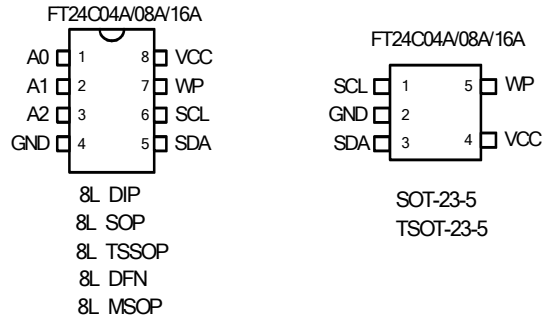 FT24C04A/08A/16A
A0 1 8 VCC
A1 2 7 WP
A2 3 6 SCL
GND 4 5 SDA
8L DIP
8L SOP
8L TSSOP
8L DFN
8L MSOP
FT24C04A/08A/16A
SCL 1 5 WP
GND 2
SDA 3 4 VCC
SOT-23-5
TSOT-23-5